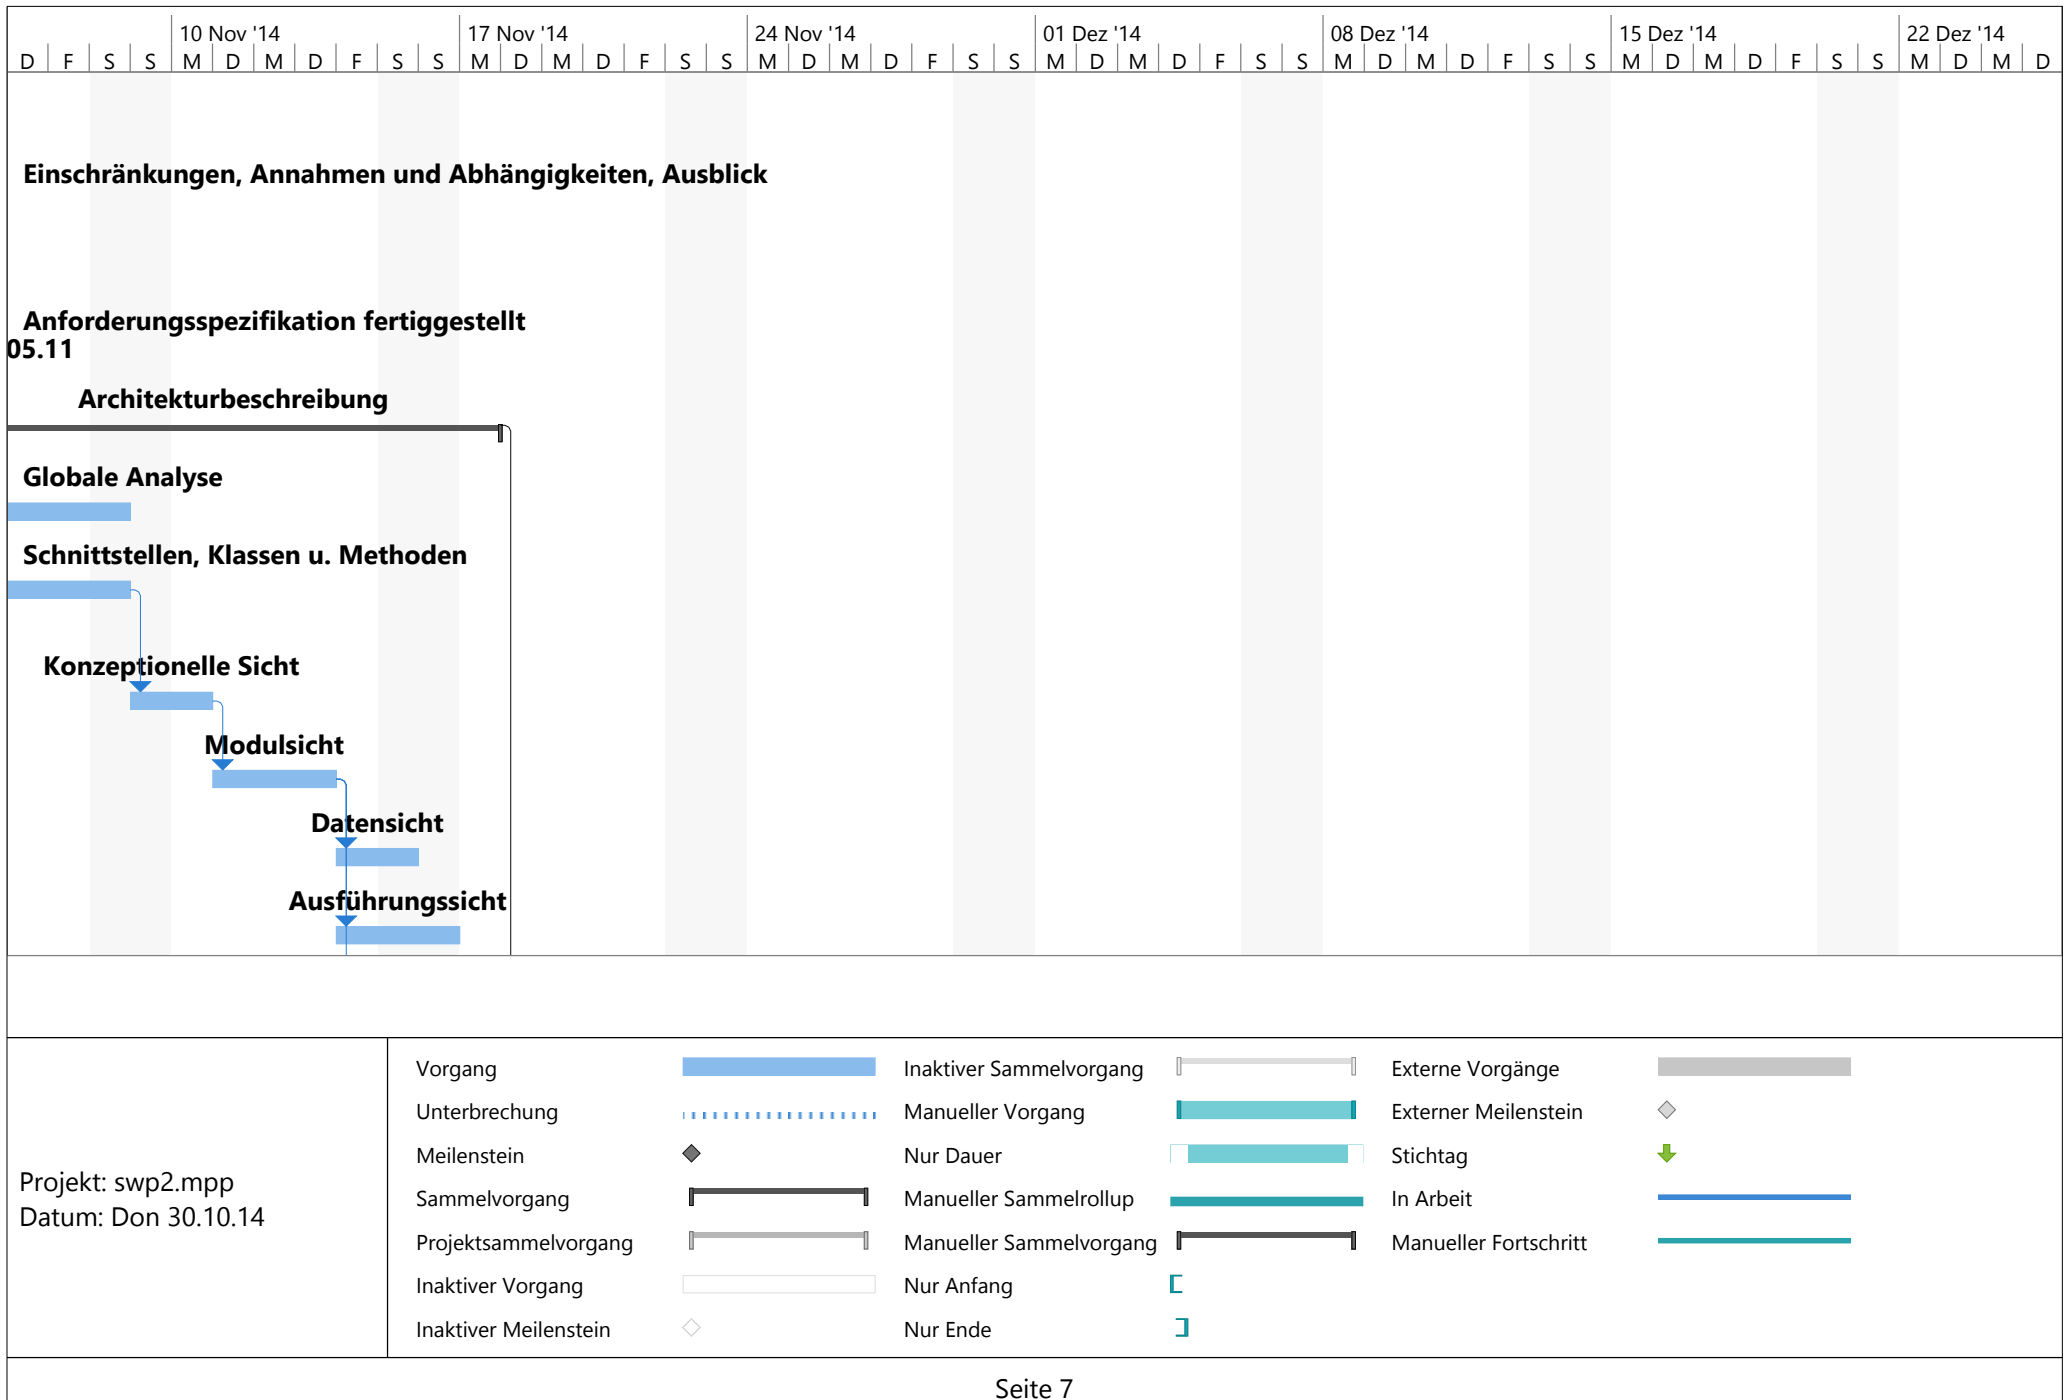 10 Nov '14 17 Nov '14 24 Nov '14 01 Dez '14 08 Dez '14 15 Dez '14 22 Dez '14
D F S S M D M D F S S M D M D F S S M D M D F S S M D M D F S S M D M D F S S M D M D F S S M D M D
Einschränkungen, Annahmen und Abhängigkeiten, Ausblick
Anforderungsspezifikation fertiggestellt
05.11
Architekturbeschreibung
Globale Analyse
Schnittstellen, Klassen u. Methoden
Konzeptionelle Sicht
Modulsicht
Datensicht
Ausführungssicht
Projekt: swp2.mpp
Datum: Don 30.10.14
Vorgang
Unterbrechung
Meilenstein
Sammelvorgang
Projektsammelvorgang
Inaktiver Vorgang
Inaktiver Meilenstein
Inaktiver Sammelvorgang
Manueller Vorgang
Nur Dauer
Manueller Sammelrollup
Manueller Sammelvorgang
Nur Anfang
Nur Ende
Externe Vorgänge
Externer Meilenstein
Stichtag
In Arbeit
Manueller Fortschritt
Seite 7